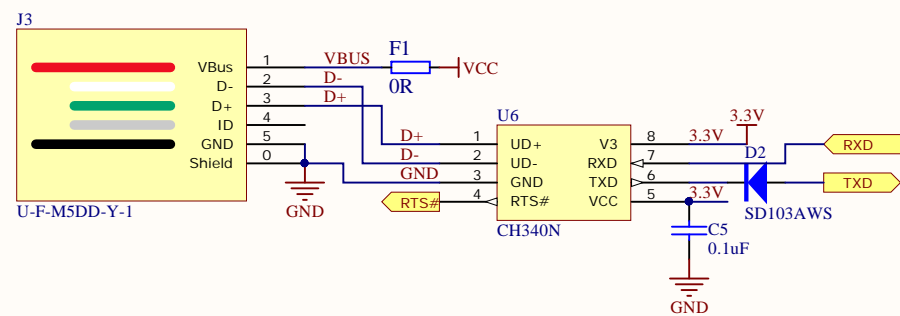 J3
VBus 1 VBUS F1 VCC
0R
D- 2 D-
D+ 3 D+
ID 4
GND 5
Shield 0
GND
U-F-M5DD-Y-1
U6
D+ 1 UD+ V3 8 3.3V 3.3V
D- 2 UD- RXD 7 RXD
GND 3 GND TXD 6 D2 TXD
RTS# 4 RTS# VCC 5 3.3V
SD103AWS
CH340N
C5
0.1uF
GND